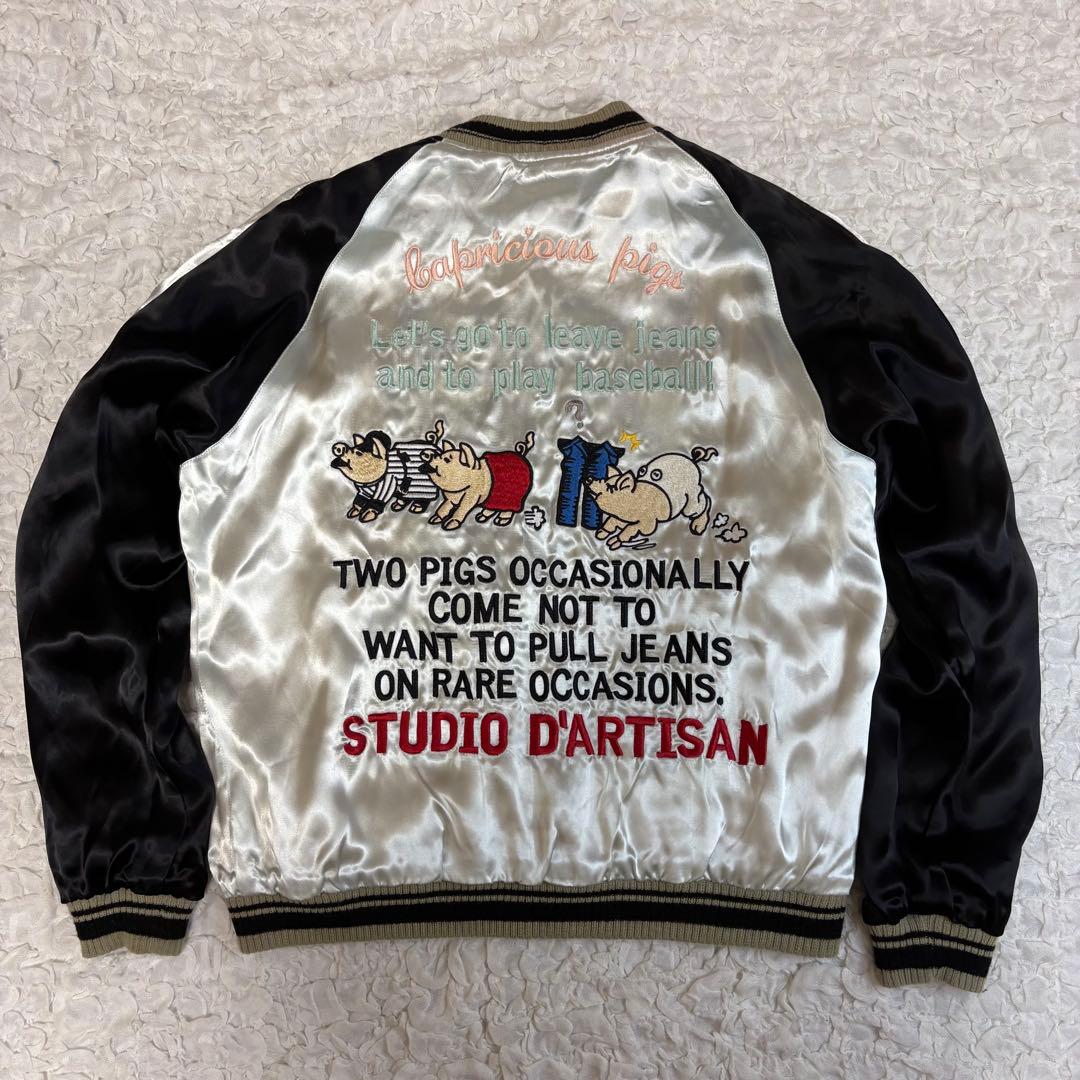 Capricious pigs
Let's go to leave jeans
and to play baseball!
?
TWO PIGS OCCASIONALLY
COME NOT TO
WANT TO PULL JEANS
ON RARE OCCASIONS.
STUDIO D'ARTISAN